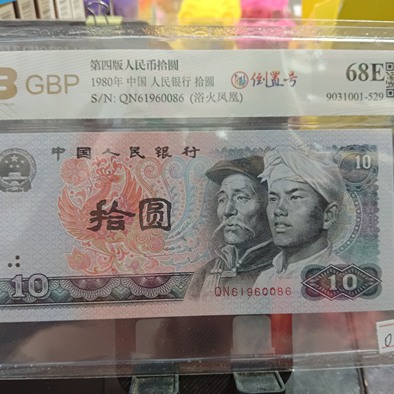 GBP
第四版人民币拾圆
1980年 中国人民银行 拾圆
S/N: QN61960086 (浴火凤凰)
倒置号
68E
9031001-529
中国人民银行
10
拾圆
10
QN61960086
10